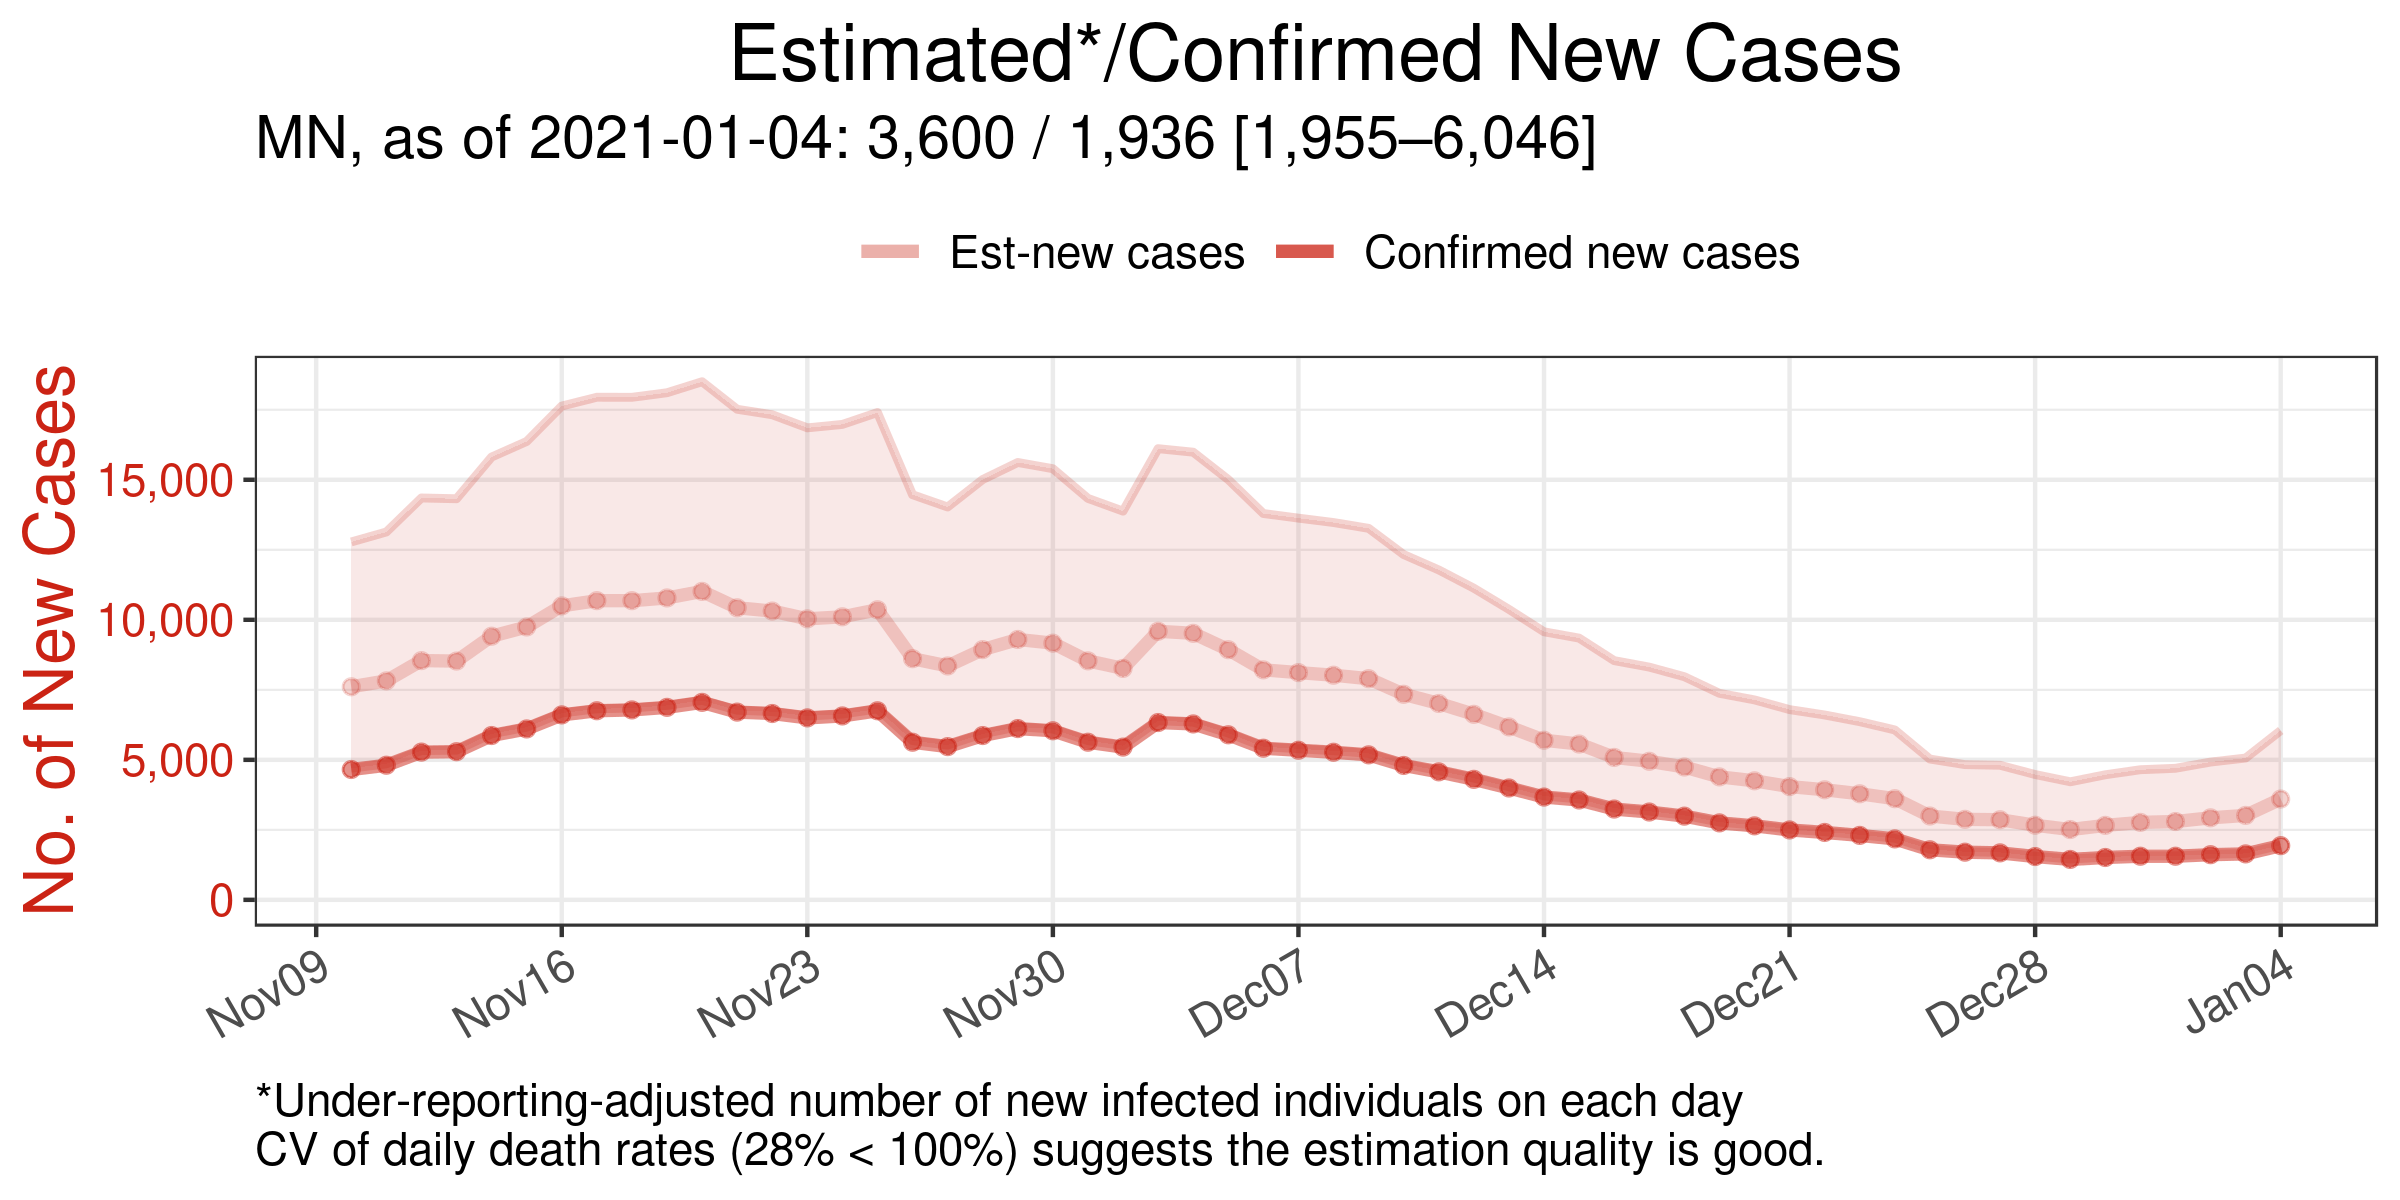 Estimated*/Confirmed New Cases
MN, as of 2021-01-04: 3,600 / 1,936 [1,955–6,046]
Est-new cases
Confirmed new cases
No. of New Cases
15,000
10,000
5,000
0
Nov09
Nov16
Nov23
Nov30
Dec07
Dec14
Dec21
Dec28
Jan04
*Under-reporting-adjusted number of new infected individuals on each day
CV of daily death rates (28% < 100%) suggests the estimation quality is good.